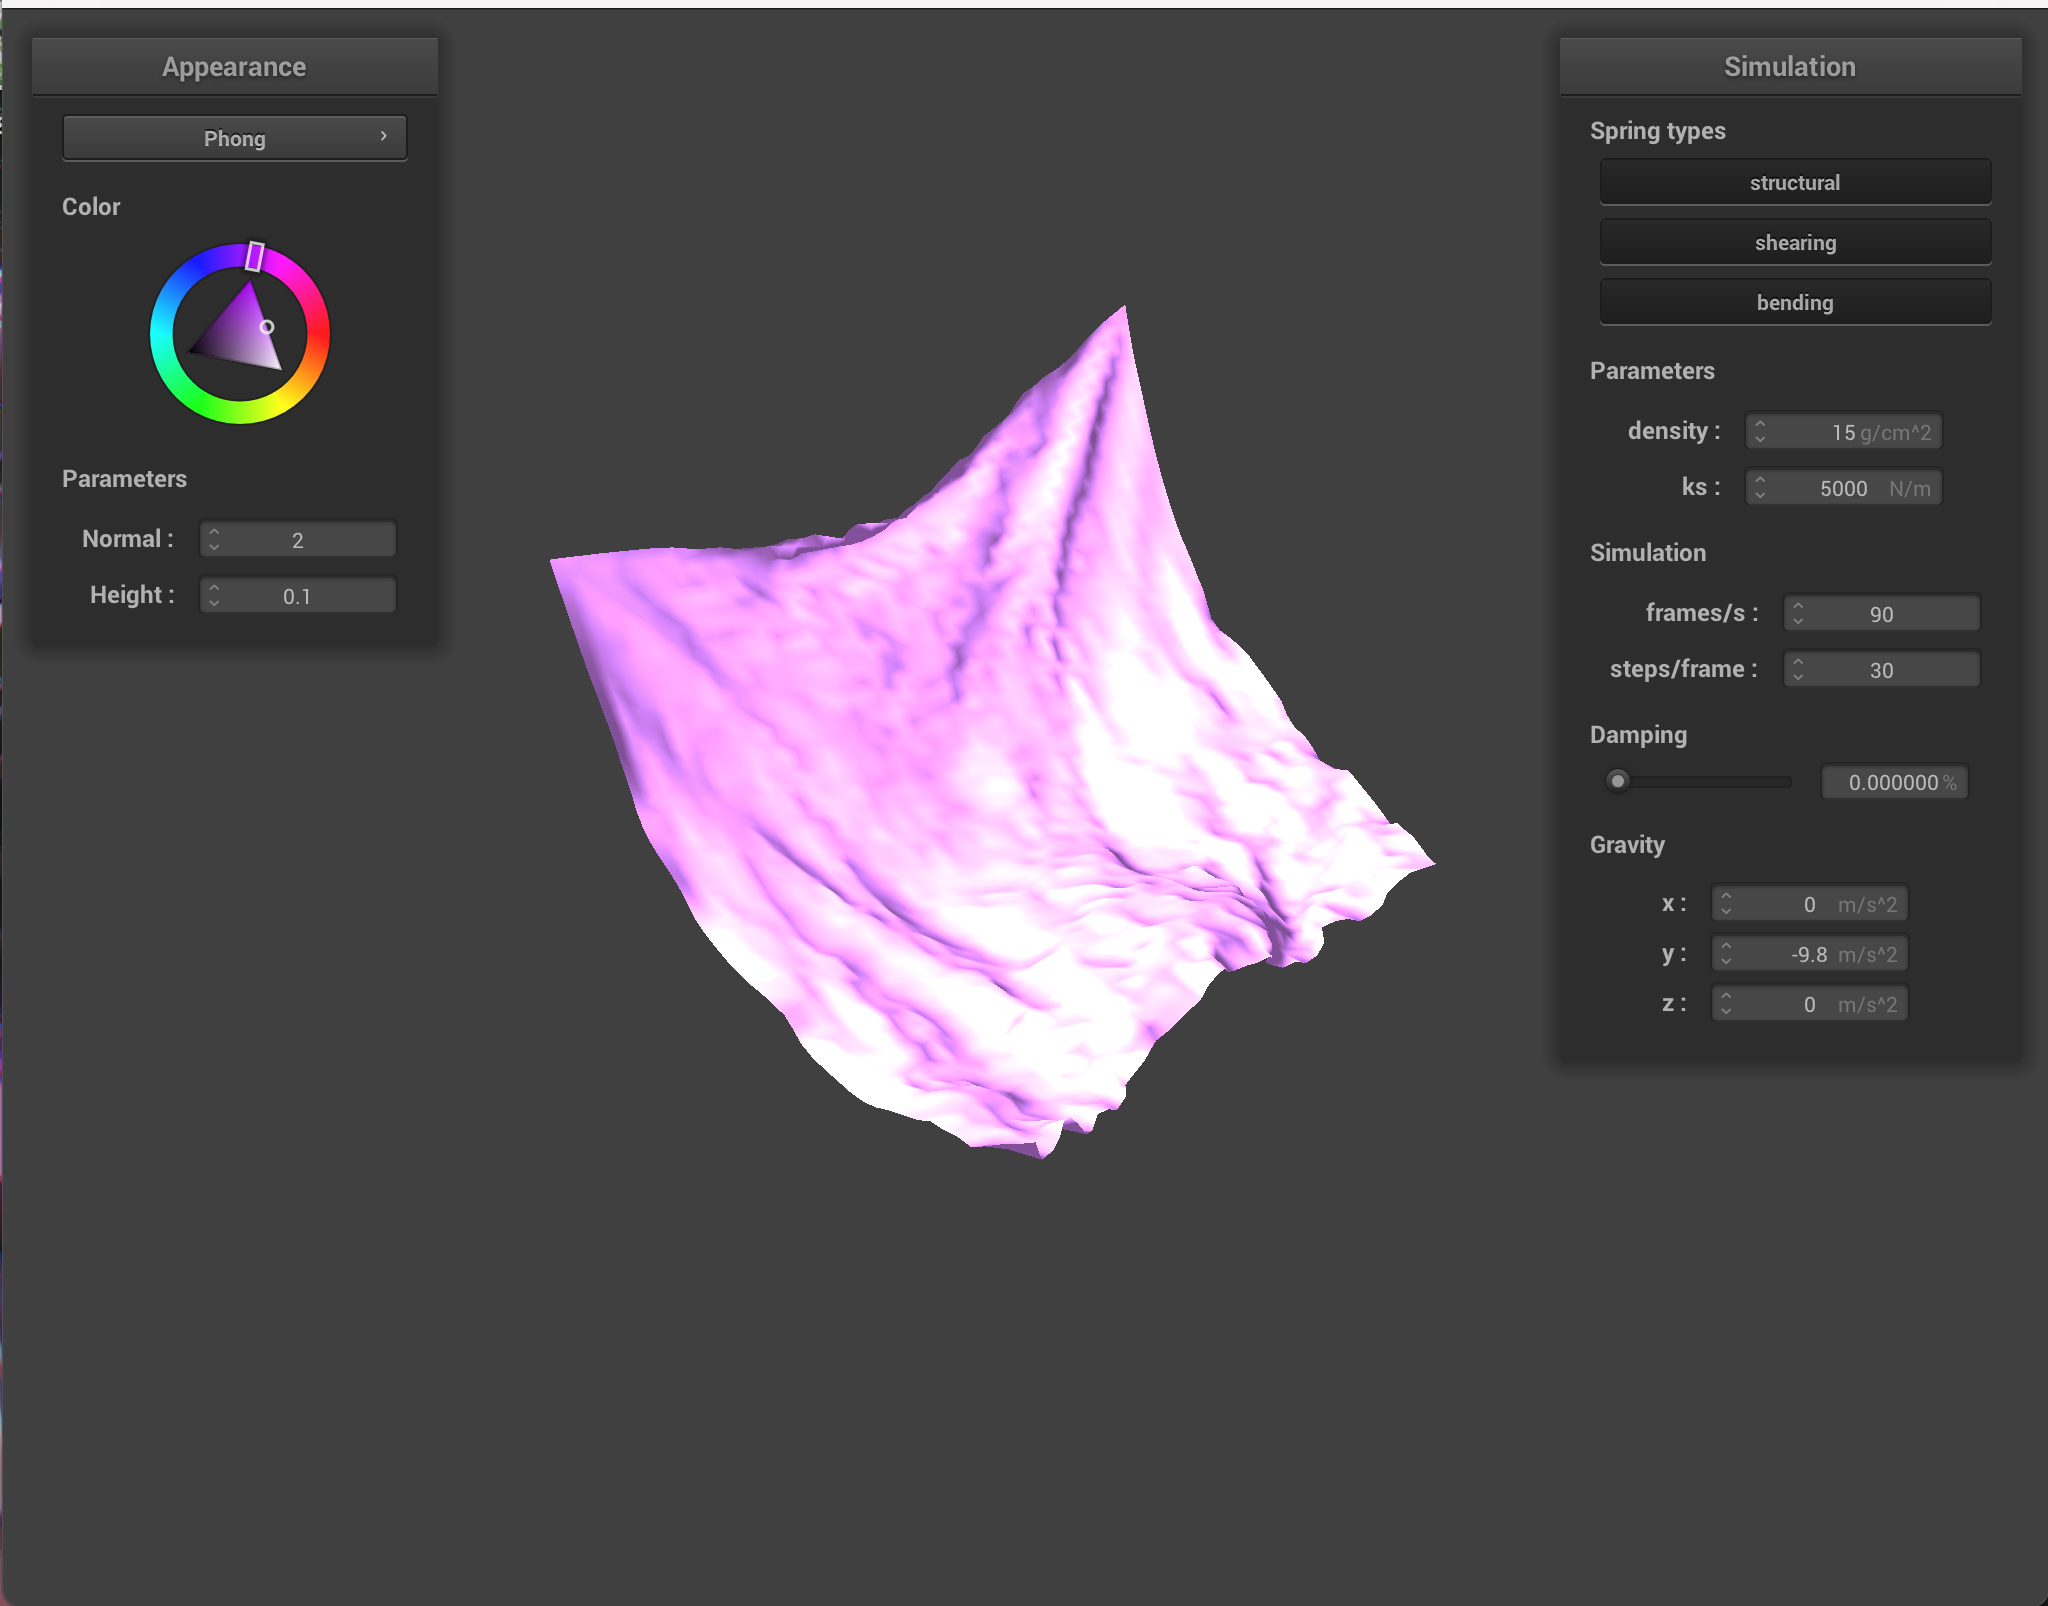 Appearance
Phong
Color
Parameters
Normal : 2
Height : 0.1
Simulation
Spring types
structural
shearing
bending
Parameters
density : 15 g/cm^2
ks : 5000 N/m
Simulation
frames/s : 90
steps/frame : 30
Damping
0.000000 %
Gravity
x : 0 m/s^2
y : -9.8 m/s^2
z : 0 m/s^2